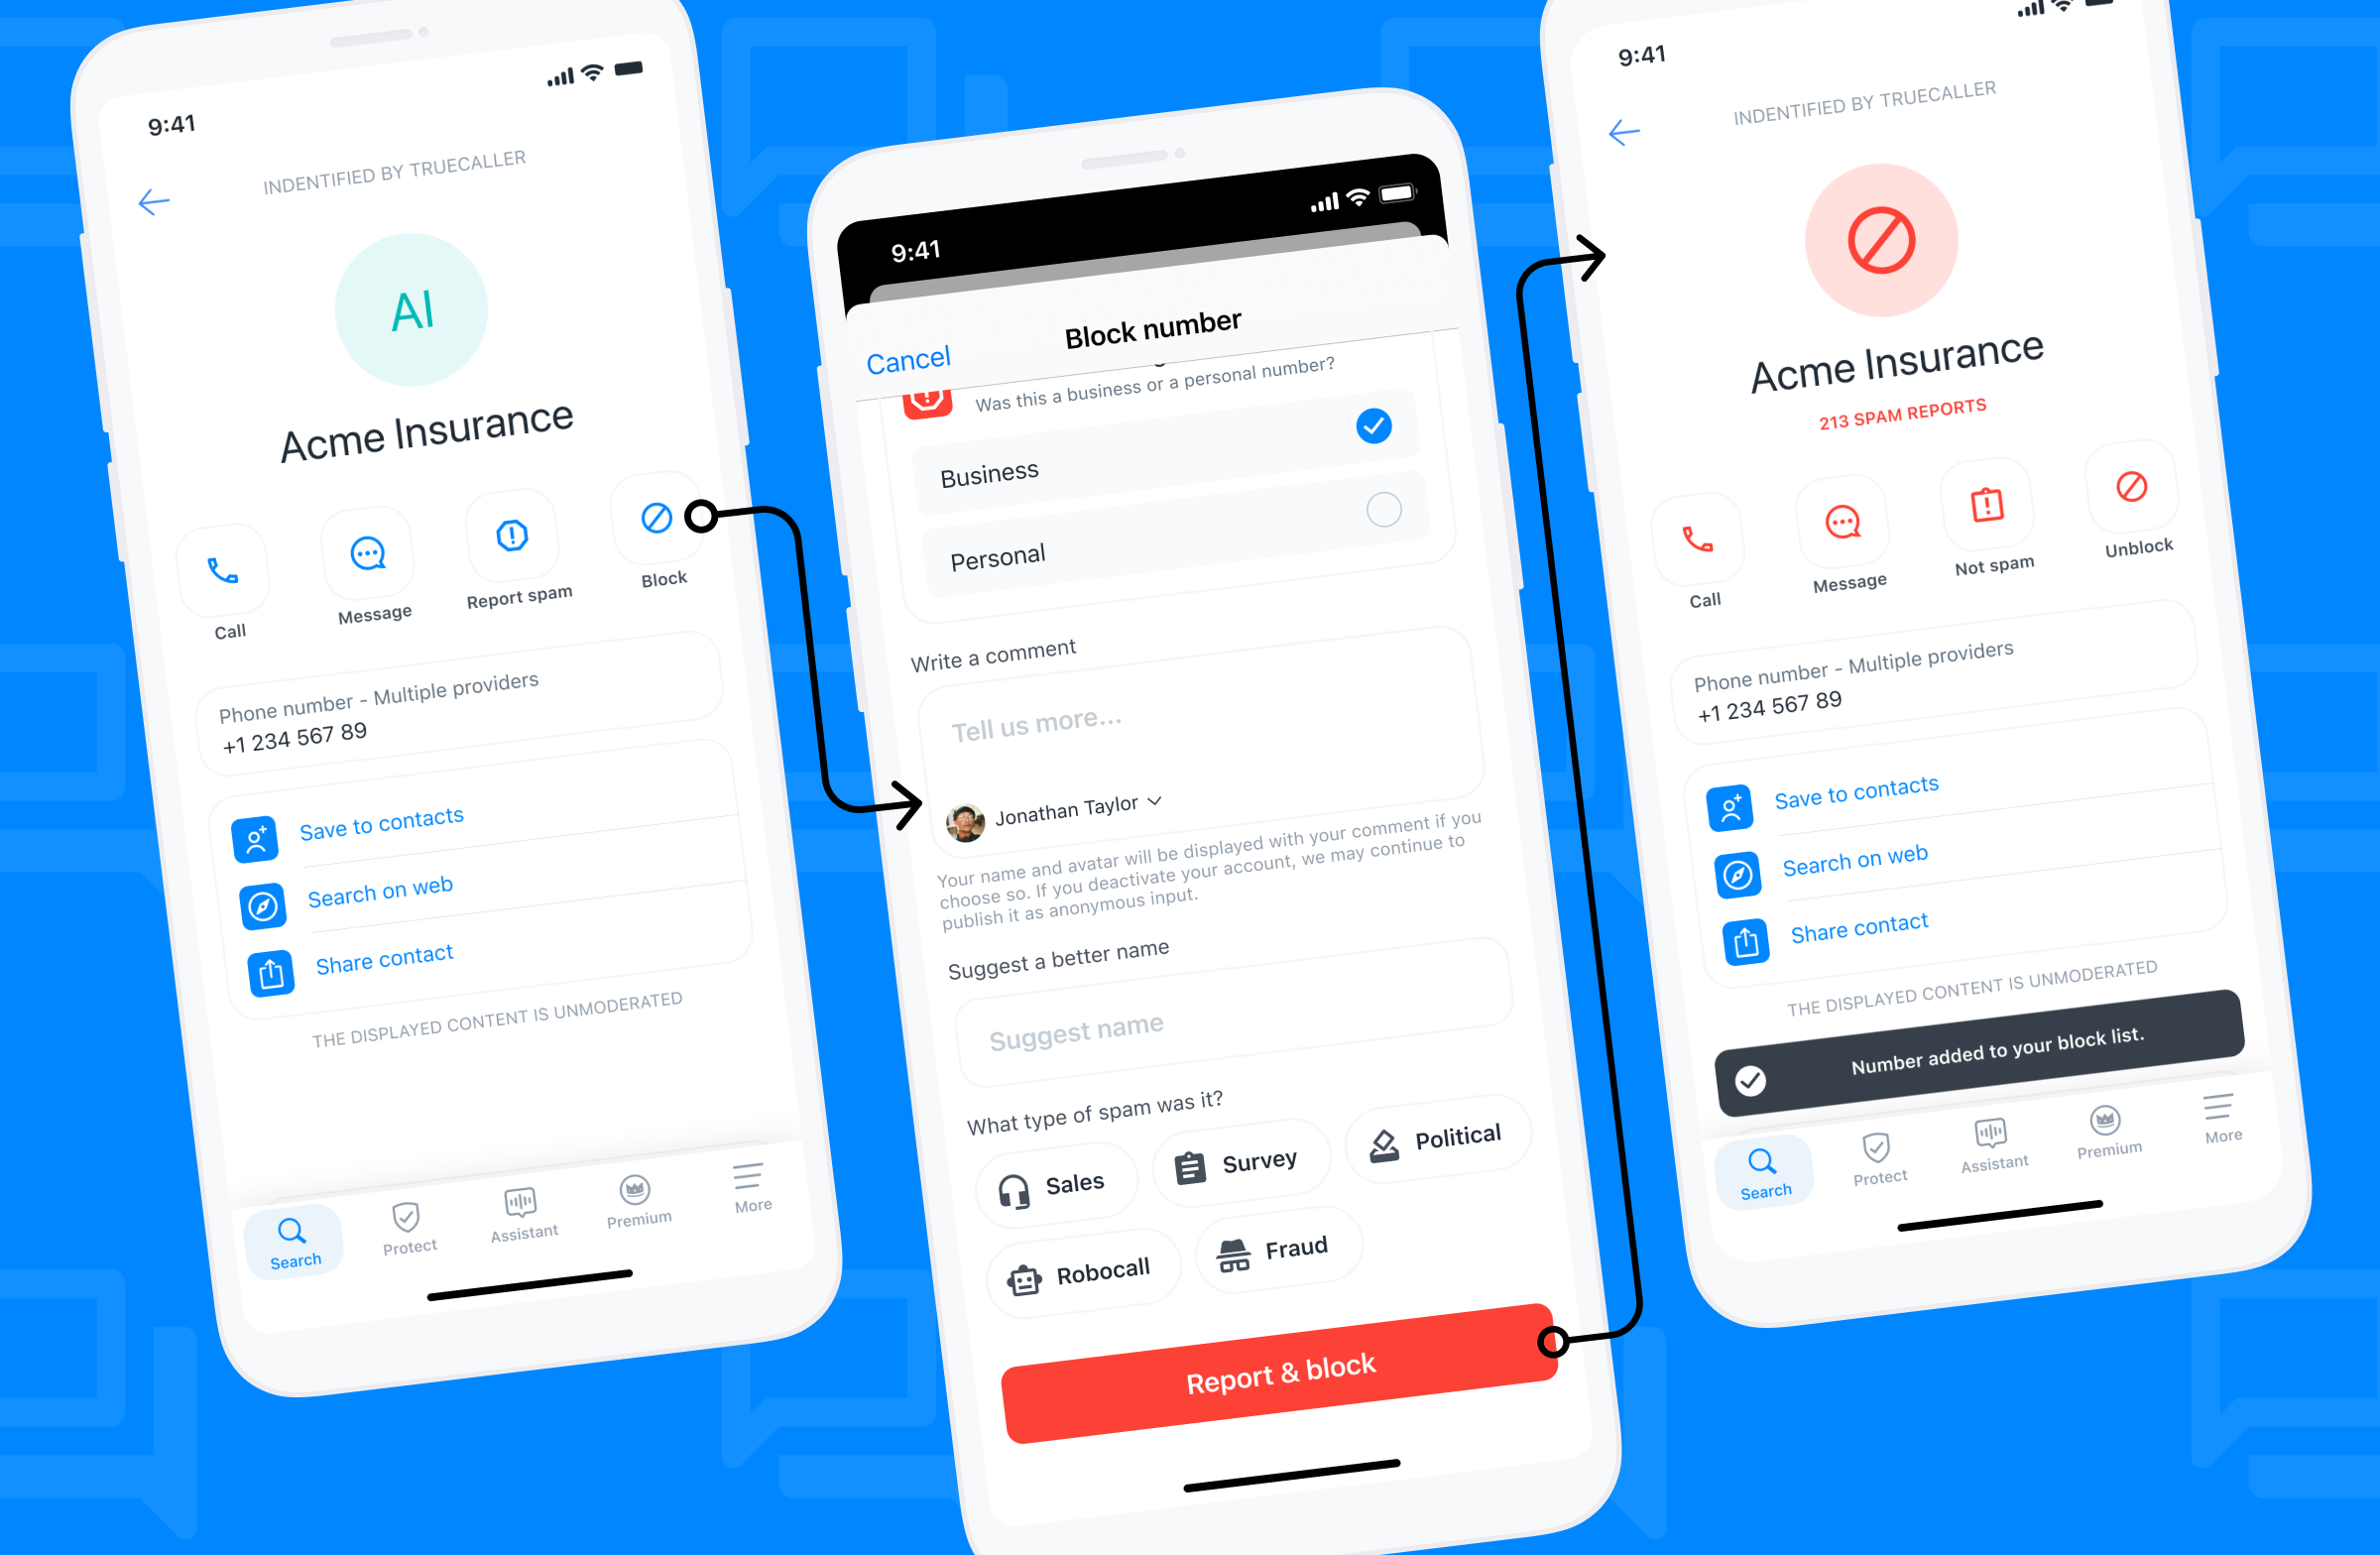 9:41
INDENTIFIED BY TRUECALLER
AI
Acme Insurance
Call
Message
Report spam
Block
Phone number - Multiple providers
+1 234 567 89
Save to contacts
Search on web
Share contact
THE DISPLAYED CONTENT IS UNMODERATED
Search
Protect
Assistant
Premium
More
9:41
Cancel
Block number
Was this a business or a personal number?
Business
Personal
Write a comment
Tell us more...
Jonathan Taylor
Your name and avatar will be displayed with your comment if you
choose so. If you deactivate your account, we may continue to
publish it as anonymous input.
Suggest a better name
Suggest name
What type of spam was it?
Sales
Survey
Political
Robocall
Fraud
Report & block
9:41
INDENTIFIED BY TRUECALLER
Acme Insurance
213 SPAM REPORTS
Call
Message
Not spam
Unblock
Phone number - Multiple providers
+1 234 567 89
Save to contacts
Search on web
Share contact
THE DISPLAYED CONTENT IS UNMODERATED
Number added to your block list.
Search
Protect
Assistant
Premium
More